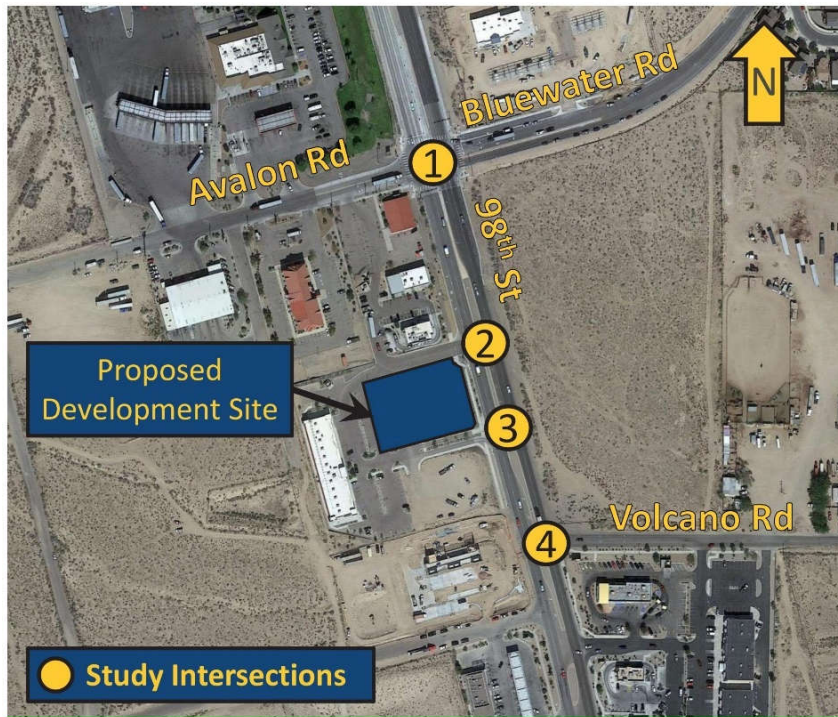 N
Bluewater Rd
1
Avalon Rd
98th St
2
Proposed
Development Site
3
Volcano Rd
4
Study Intersections